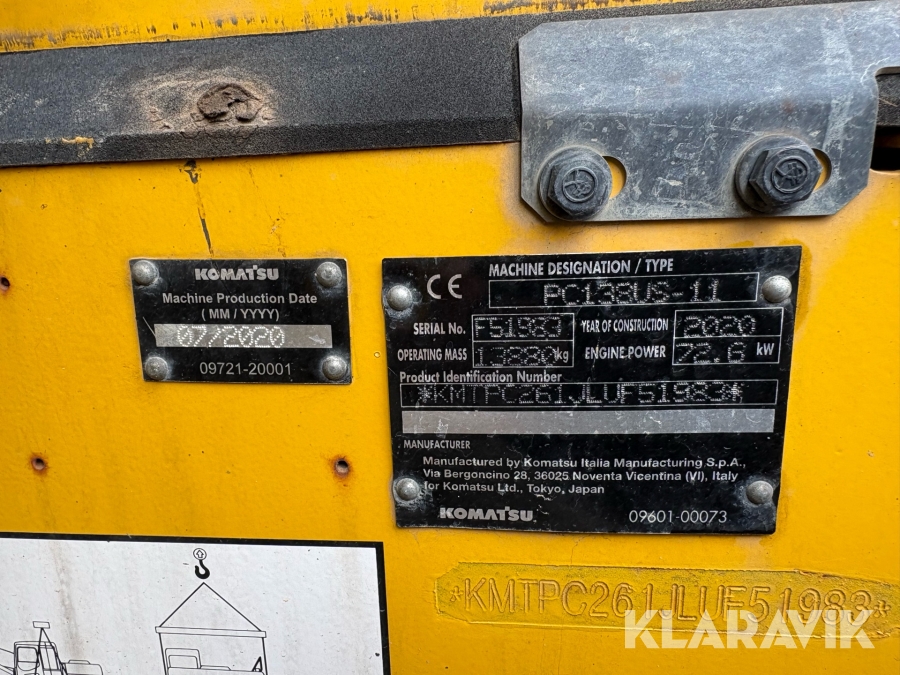 KOMATSU
Machine Production Date
( MM / YYYY)
07/2020
09721-20001
CE MACHINE DESIGNATION / TYPE
PC138US-11
SERIAL No. F51983 YEAR OF CONSTRUCTION 2020
OPERATING MASS 13880 kg ENGINE POWER 72.6 kW
Product Identification Number
*KMTPC261JLUF51983*
MANUFACTURER
Manufactured by Komatsu Italia Manufacturing S.p.A.,
Via Bergoncino 28, 36025 Noventa Vicentina (VI), Italy
for Komatsu Ltd., Tokyo, Japan
KOMATSU 09601-00073
*KMTPC261JLUF51983*
KLARAVIK